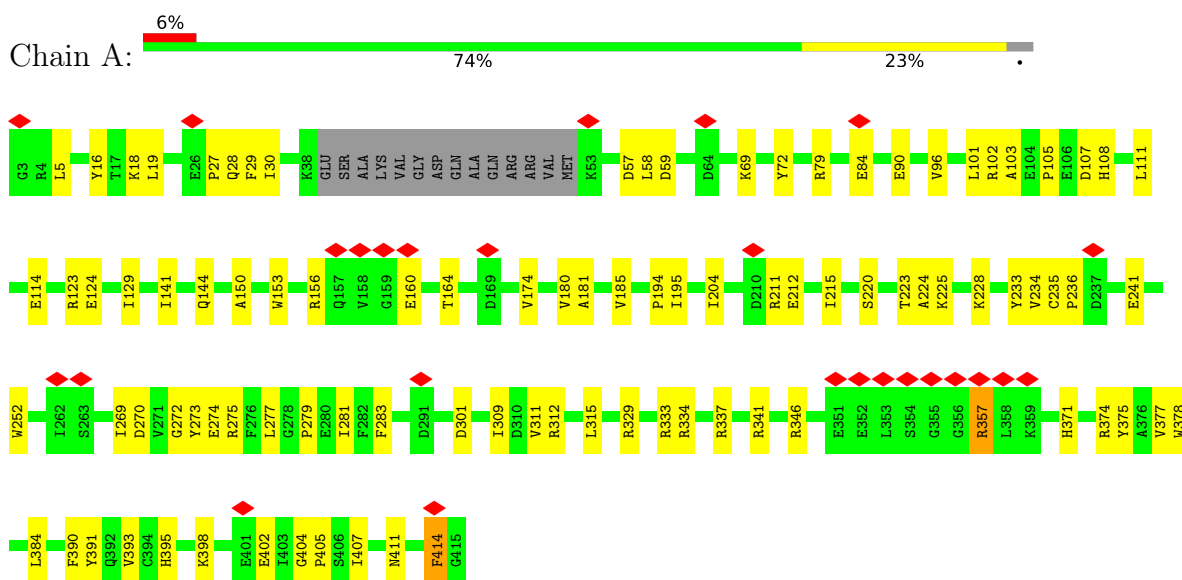 6%
Chain A:
74% 23% •
G3 R4 L5 Y16 T17 K18 L19 E26 P27 Q28 F29 I30 K38 GLU SER ALA LYS VAL GLY ASP GLN ALA GLN ARG ARG VAL MET K53 D57 L58 D59 D64 K69 Y72 R79 E84 E90 V96 L101 R102 A103 E104 P105 E106 D107 H108 L111
E114 R123 E124 I129 I141 Q144 A150 W153 R156 Q157 V158 G159 E160 T164 D169 V174 V180 A181 V185 P194 I195 I204 D210 R211 E212 I215 S220 T223 A224 K225 K228 Y233 V234 C235 P236 D237 E241
W252 I262 S263 I269 D270 V271 G272 Y273 E274 R275 F276 L277 G278 P279 E280 I281 F282 F283 D291 D301 I309 D310 V311 R312 L315 R329 R333 R334 R337 R341 R346 E351 E352 L353 S354 G355 G356 R357 L358 K359 H371 R374 Y375 A376 V377 W378
L384 F390 Y391 Q392 V393 C394 H395 K398 E401 E402 I403 G404 P405 S406 I407 N411 F414 G415